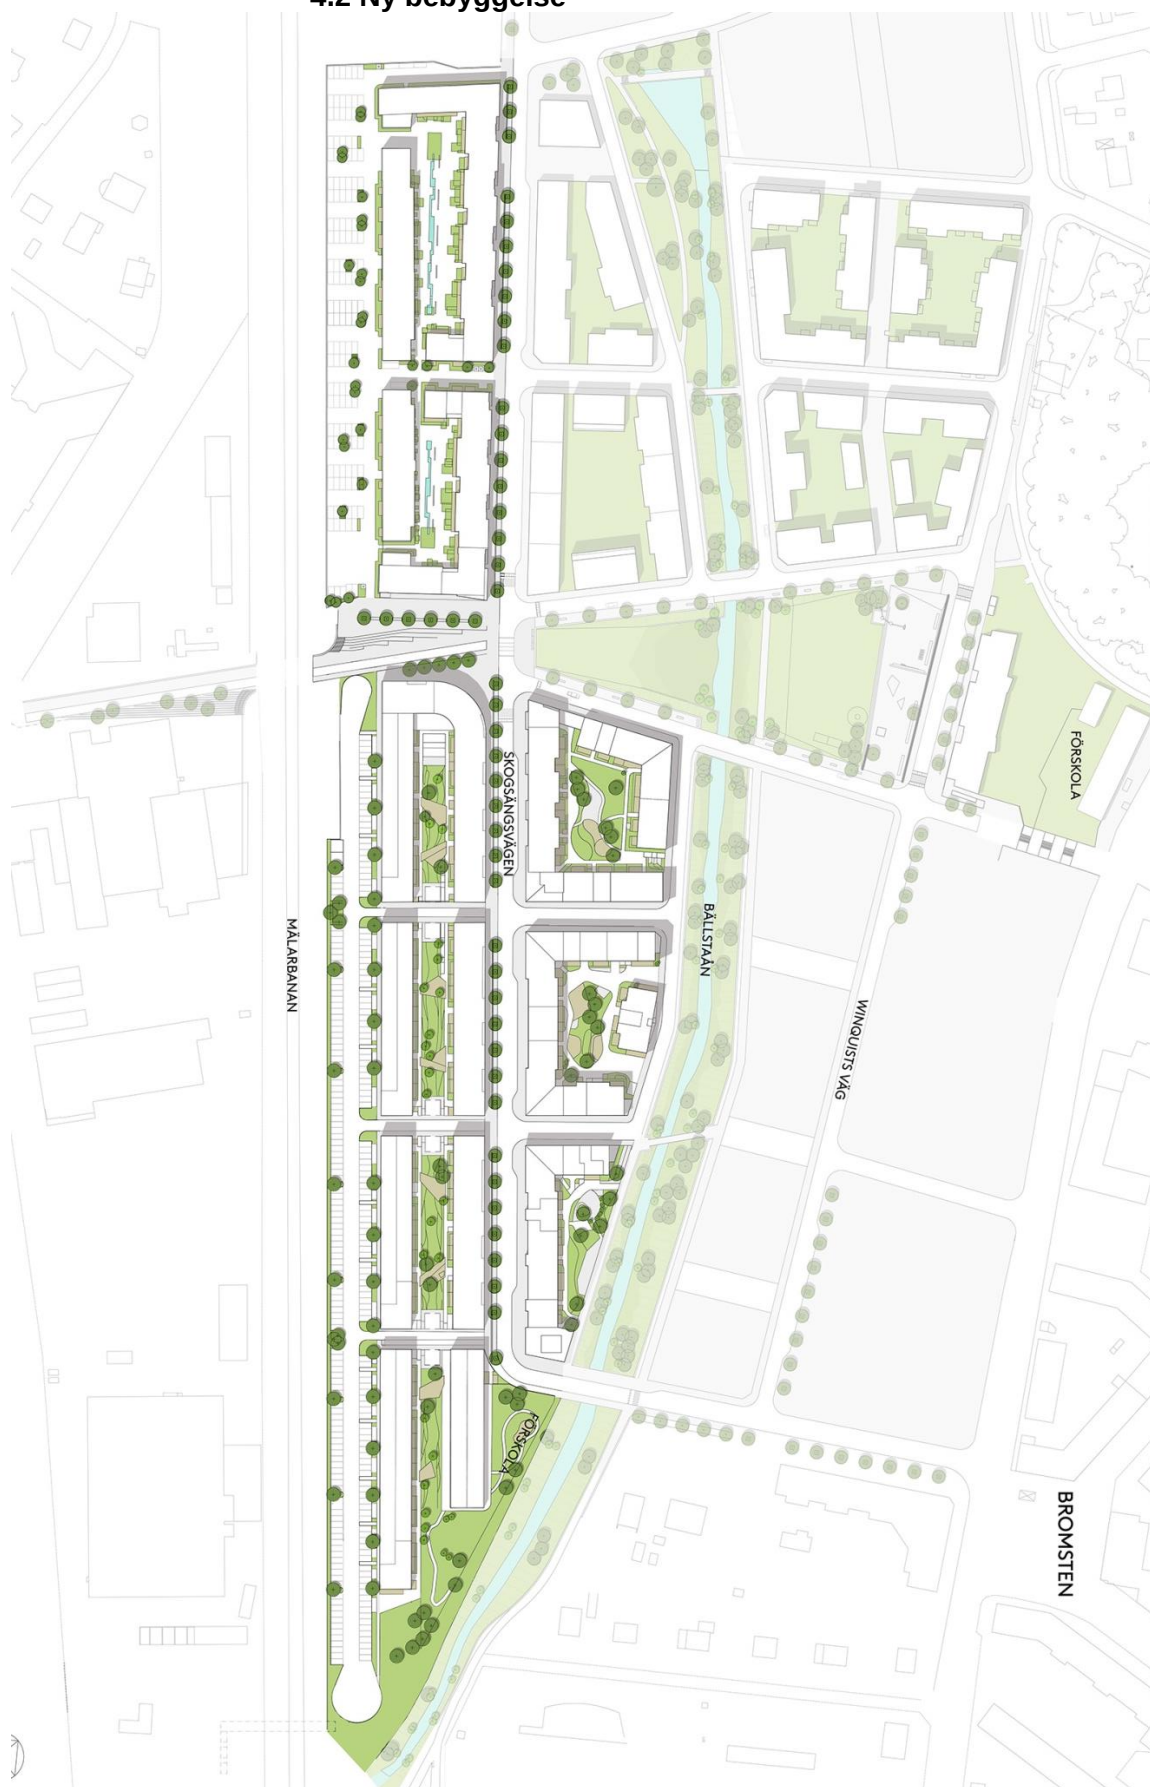 4.2 Ny bebyggelse
FÖRSKOLA
SKOGSÄNGSVÄGEN
BÄLLSTAÅN
MÄLARBANAN
WINQUISTS VÄG
FÖRSKOLA
BROMSTEN